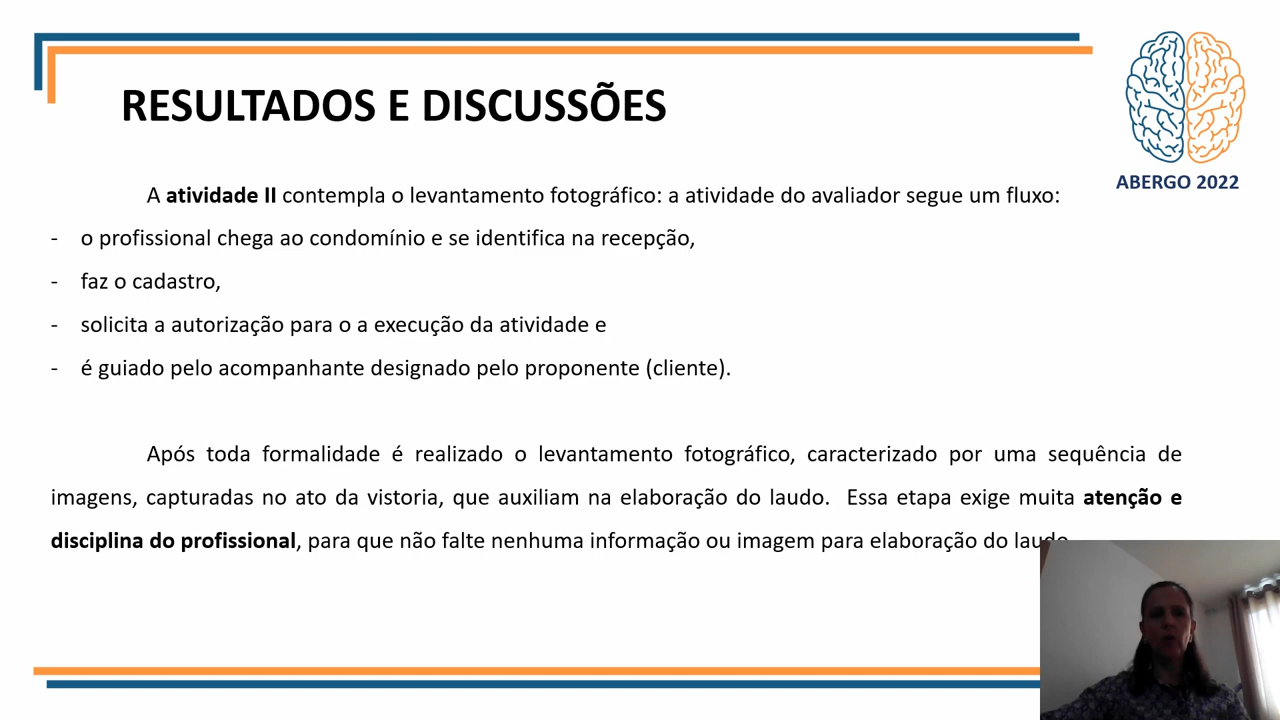 RESULTADOS E DISCUSSÕES
ABERGO 2022
A atividade II contempla o levantamento fotográfico: a atividade do avaliador segue um fluxo:
- o profissional chega ao condomínio e se identifica na recepção,
- faz o cadastro,
- solicita a autorização para o a execução da atividade e
- é guiado pelo acompanhante designado pelo proponente (cliente).
Após toda formalidade é realizado o levantamento fotográfico, caracterizado por uma sequência de
imagens, capturadas no ato da vistoria, que auxiliam na elaboração do laudo. Essa etapa exige muita atenção e
disciplina do profissional, para que não falte nenhuma informação ou imagem para elaboração do laudo